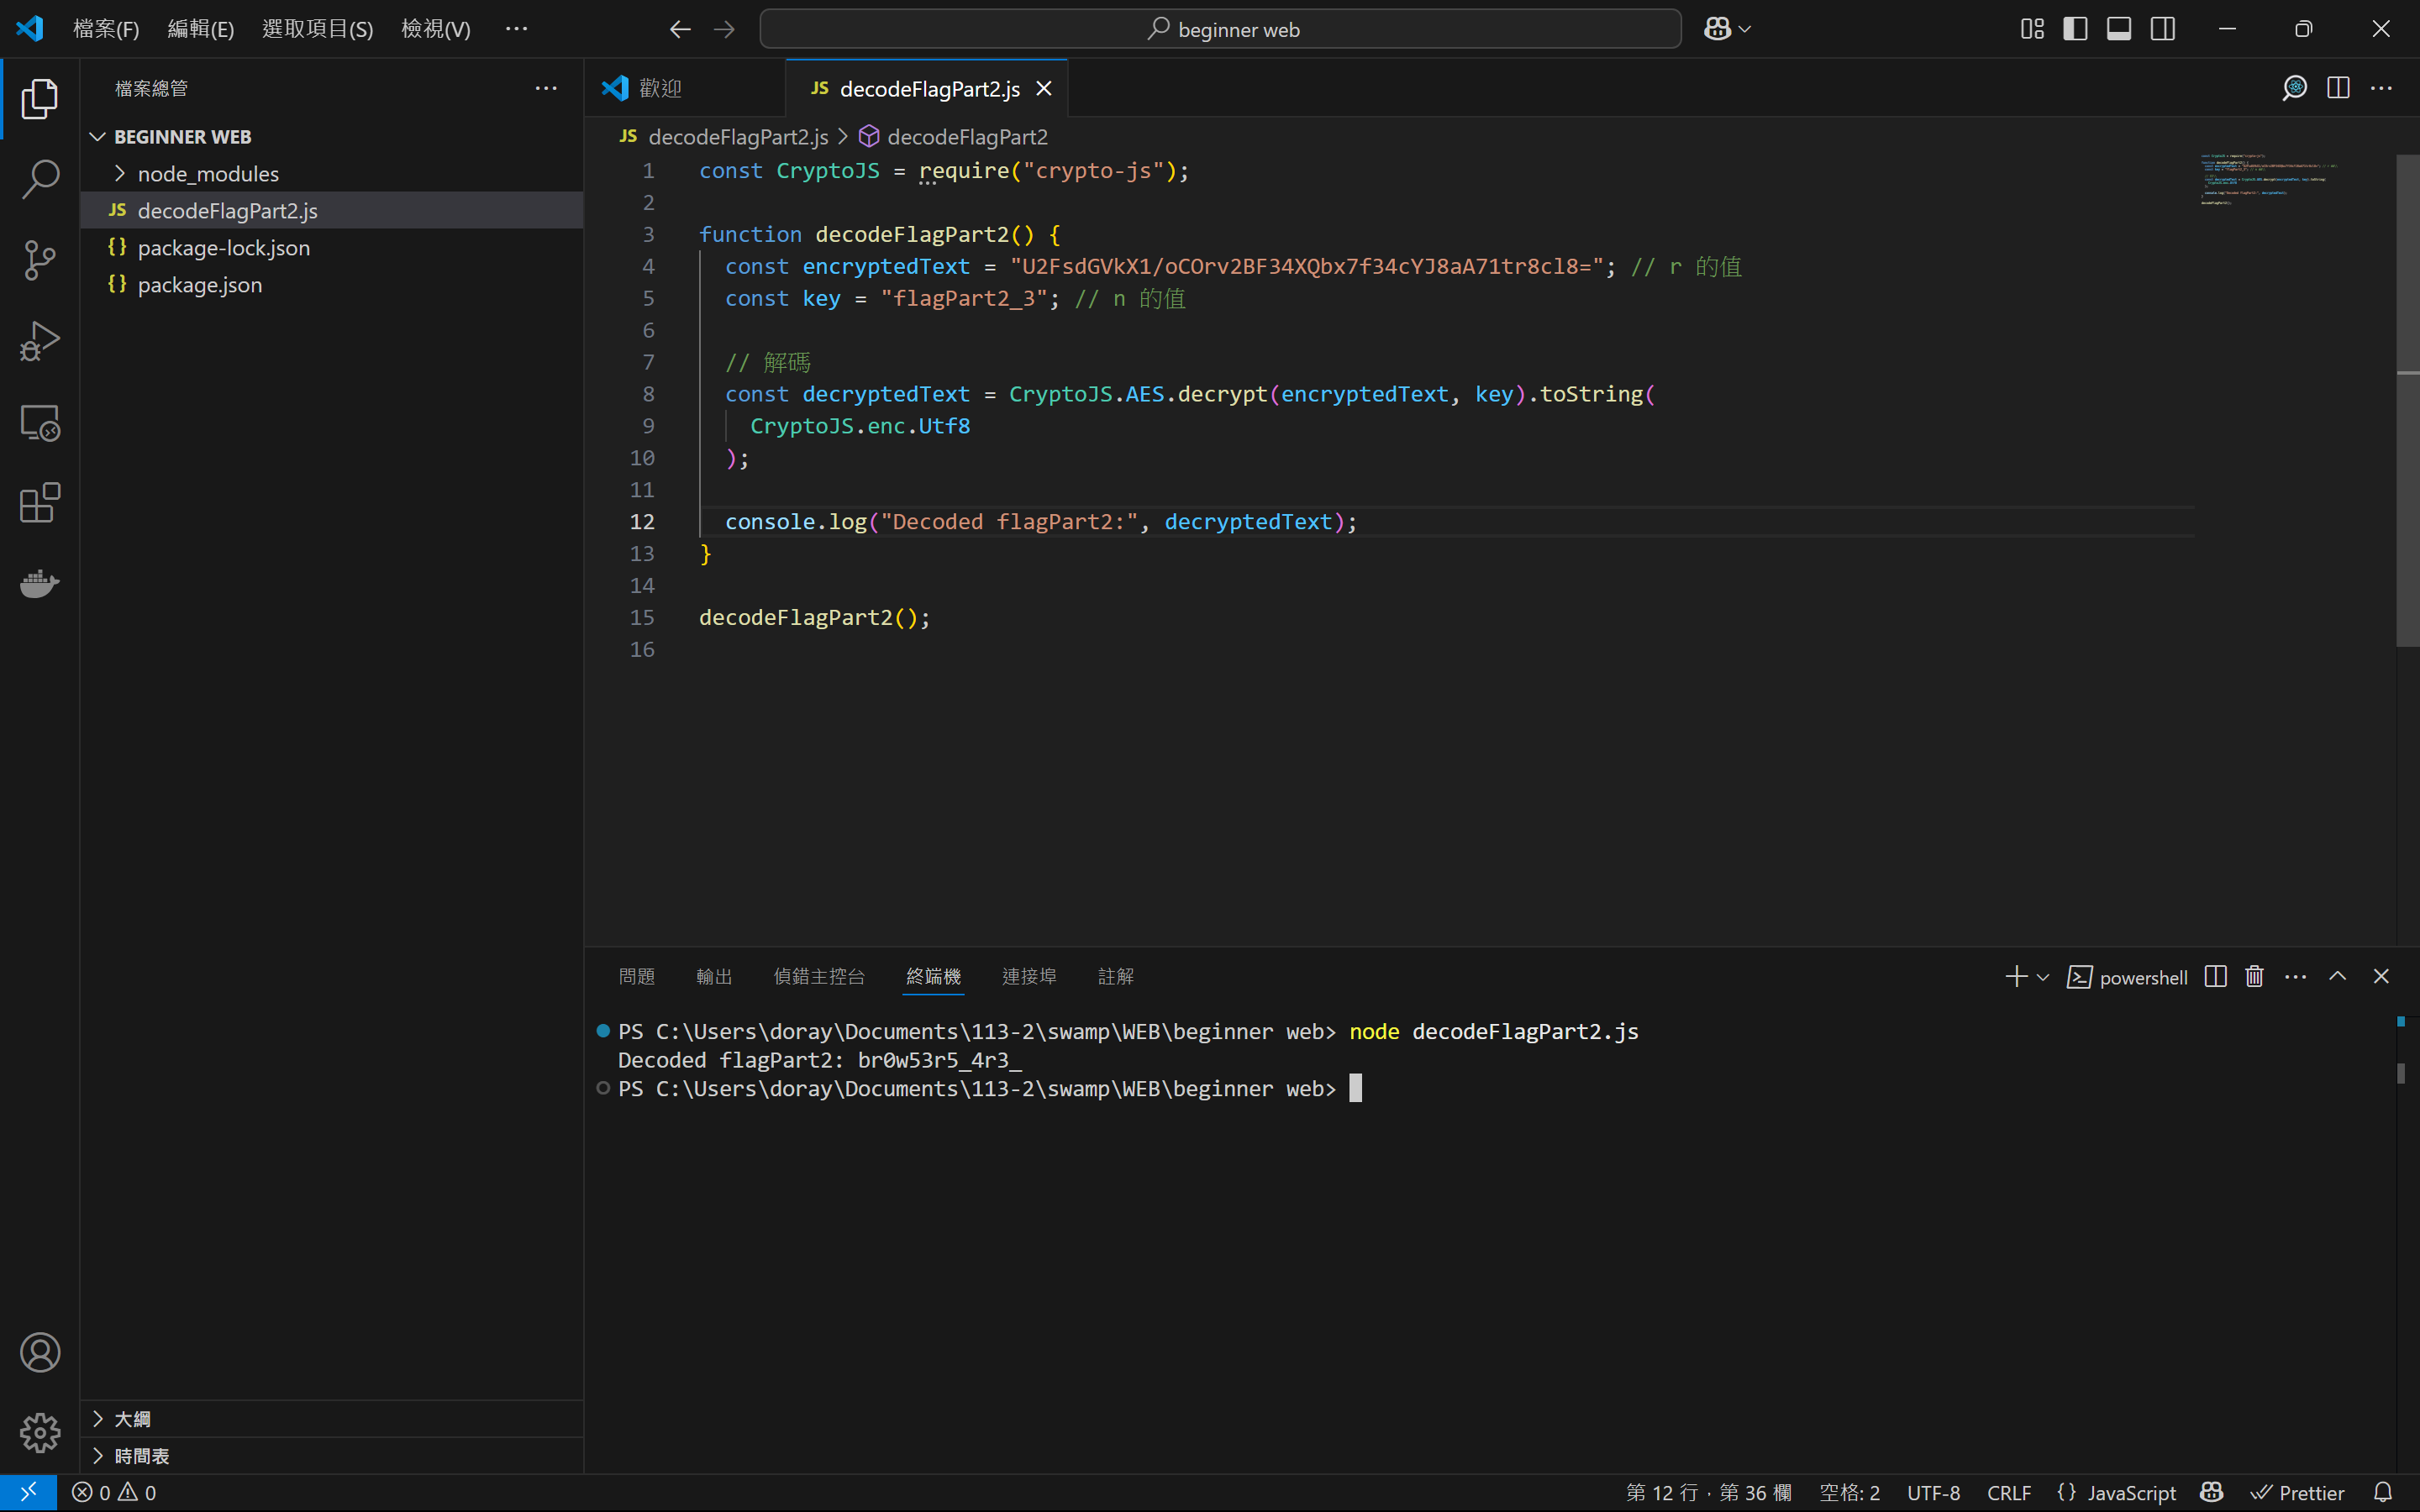 檔案(F) 編輯(E) 選取項目(S) 檢視(V) ··· beginner web
檔案總管
BEGINNER WEB
node_modules
JS decodeFlagPart2.js
{} package-lock.json
{} package.json
大綱
時間表
歡迎 JS decodeFlagPart2.js
JS decodeFlagPart2.js > decodeFlagPart2
1 const CryptoJS = require("crypto-js");
2
3 function decodeFlagPart2() {
4 const encryptedText = "U2FsdGVkX1/oCOrv2BF34XQbx7f34cYJ8aA71tr8cl8="; // r 的值
5 const key = "flagPart2_3"; // n 的值
6
7 // 解碼
8 const decryptedText = CryptoJS.AES.decrypt(encryptedText, key).toString(
9 CryptoJS.enc.Utf8
10 );
11
12 console.log("Decoded flagPart2:", decryptedText);
13 }
14
15 decodeFlagPart2();
16
問題 輸出 偵錯主控台 終端機 連接埠 註解 powershell
PS C:\Users\doray\Documents\113-2\swamp\WEB\beginner web> node decodeFlagPart2.js
Decoded flagPart2: br0w53r5_4r3_
PS C:\Users\doray\Documents\113-2\swamp\WEB\beginner web>
0 0 第 12 行，第 36 欄 空格: 2 UTF-8 CRLF {} JavaScript Prettier